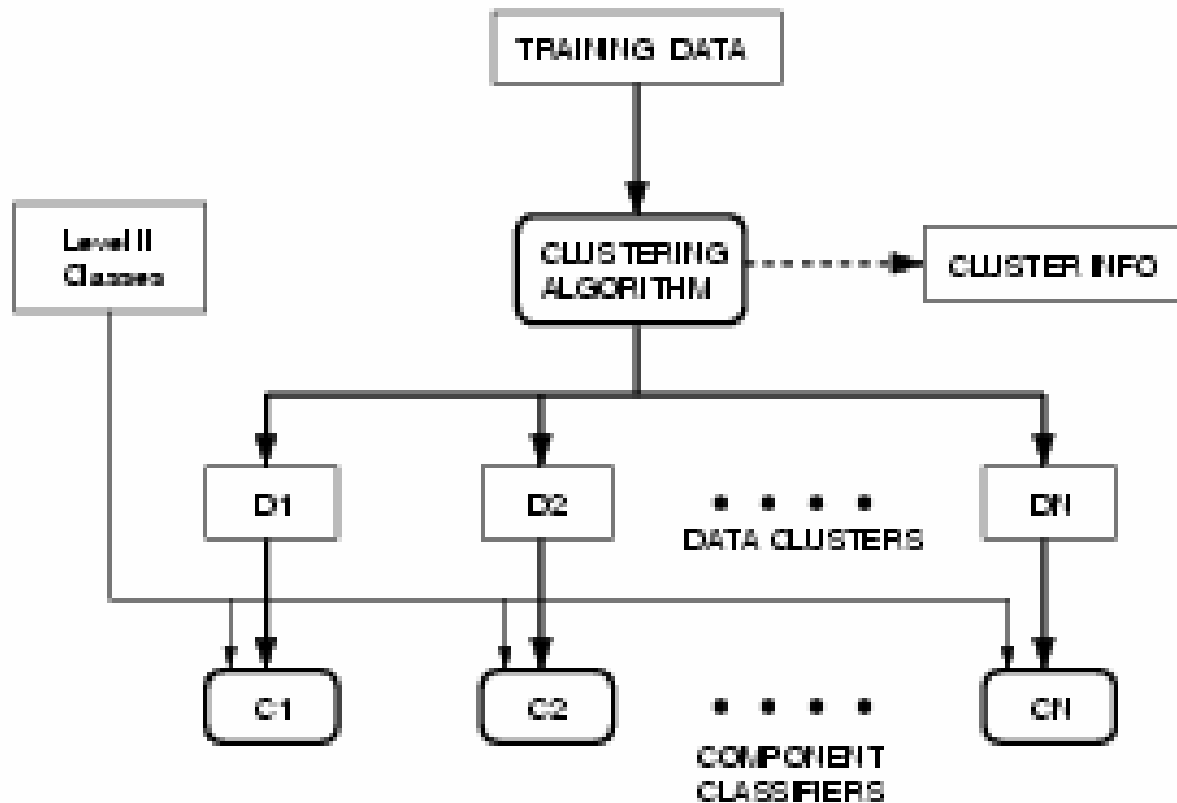 TRAINING DATA
Level II
Classes
CLUSTERING
ALGORITHM
CLUSTER INFO
D1
D2
DN
DATA CLUSTERS
C1
C2
CN
COMPONENT
CLASSIFIERS